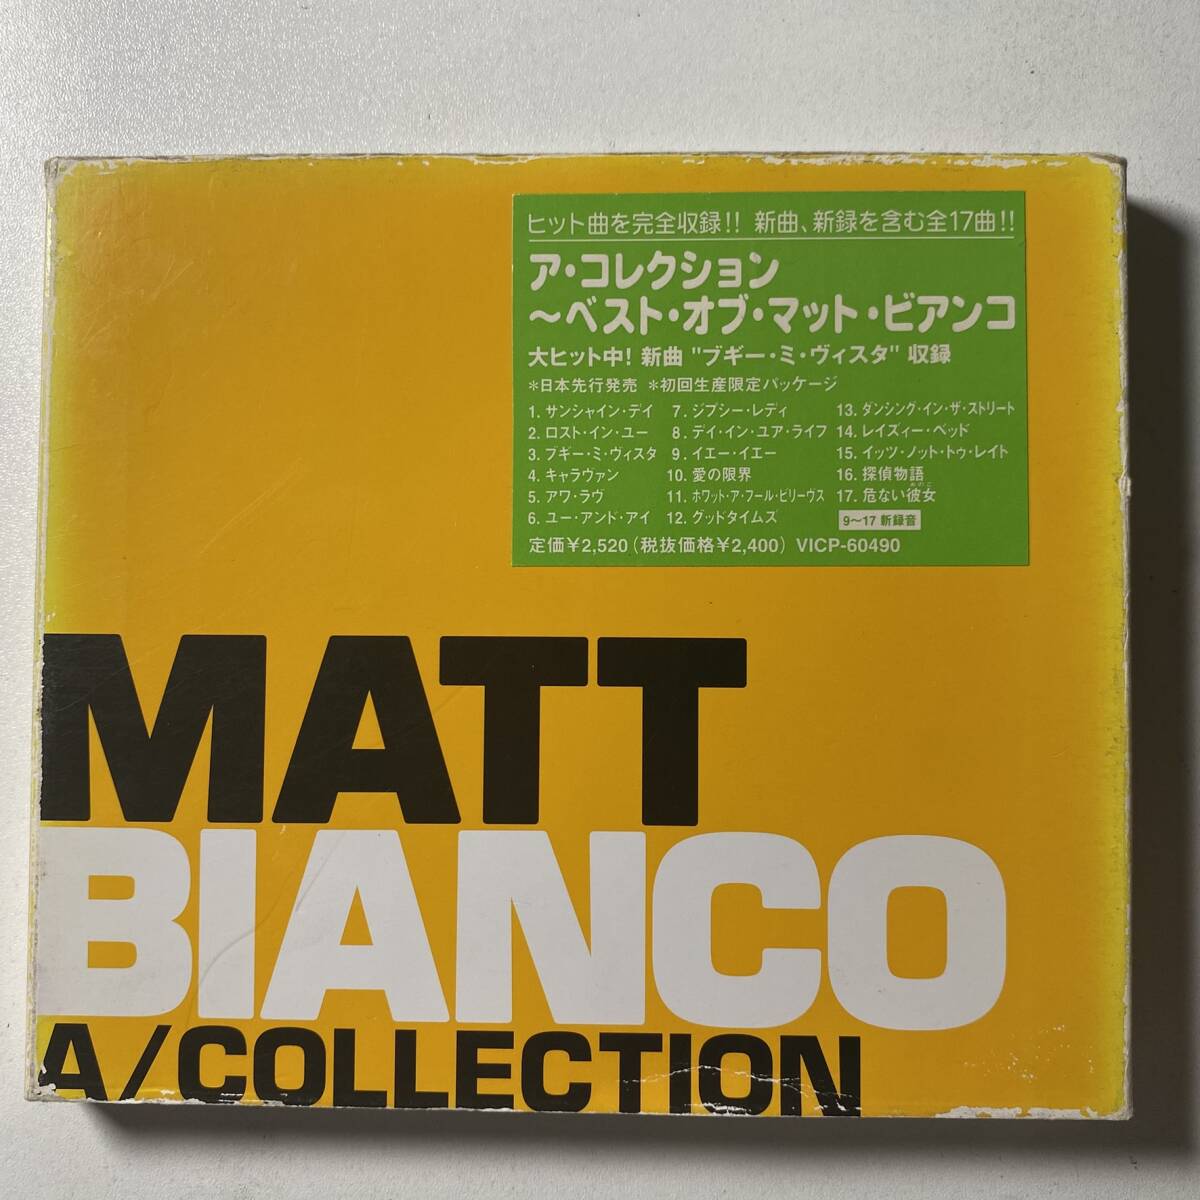 ヒット曲を完全収録!! 新曲、新録を含む全17曲!!
ア・コレクション
～ベスト・オブ・マット・ビアンコ
大ヒット中! 新曲 "ブギー・ミ・ヴィスタ" 収録
*日本先行発売 *初回生産限定パッケージ
1. サンシャイン・デイ
2. ロスト・イン・ユー
3. ブギー・ミ・ヴィスタ
4. キャラヴァン
5. アワ・ラヴ
6. ユー・アンド・アイ
7. ジプシー・レディ
8. デイ・イン・ユア・ライフ
9. イエー・イエー
10. 愛の限界
11. ホワット・ア・フール・ビリーヴス
12. グッドタイムズ
13. ダンシング・イン・ザ・ストリート
14. レイズィー・ベッド
15. イッツ・ノット・トゥ・レイト
16. 探偵物語
あのこ
17. 危ない彼女
9～17 新録音
定価¥2,520(税抜価格¥2,400) VICP-60490
MATT
BIANCO
A/COLLECTION